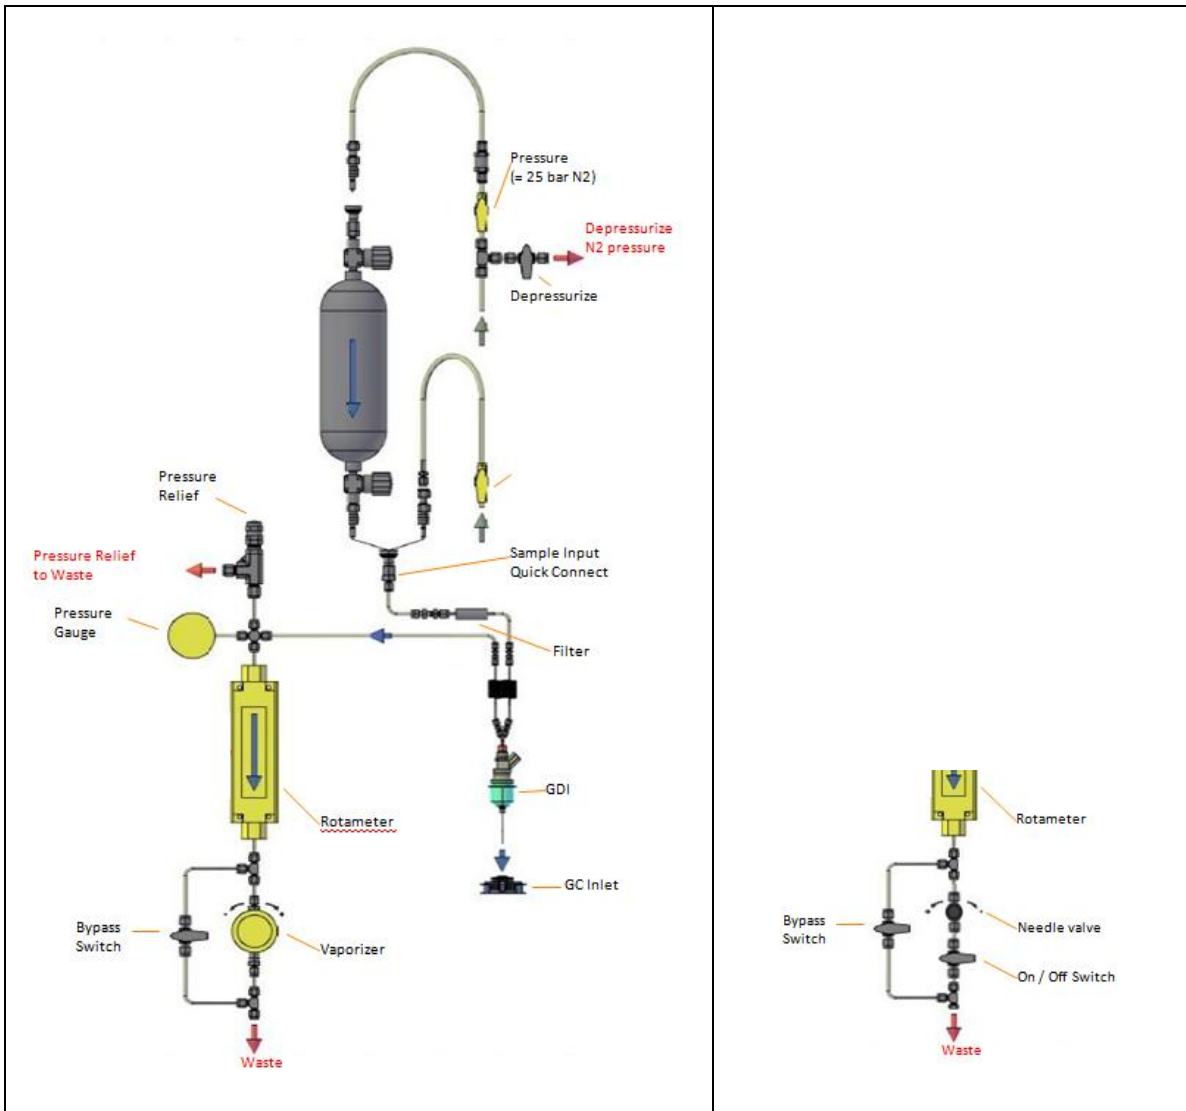 Pressure
(= 25 bar N2)
Depressurize
N2 pressure
Depressurize
Pressure
Relief
Pressure Relief
to Waste
Sample Input
Quick Connect
Pressure
Gauge
Filter
GDI
Rotameter
GC Inlet
Bypass
Switch
Vaporizer
Waste
Rotameter
Bypass
Switch
Needle valve
On / Off Switch
Waste